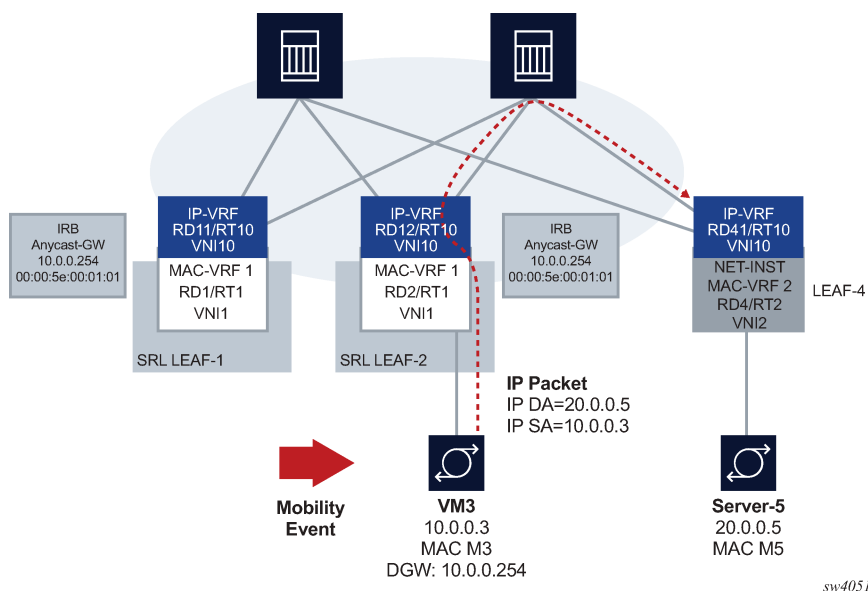 IP-VRF
RD11/RT10
VNI10
IP-VRF
RD12/RT10
VNI10
IP-VRF
RD41/RT10
VNI10
IRB
Anycast-GW
10.0.0.254
00:00:5e:00:01:01
IRB
Anycast-GW
10.0.0.254
00:00:5e:00:01:01
MAC-VRF 1
RD1/RT1
VNI1
MAC-VRF 1
RD2/RT1
VNI1
NET-INST
MAC-VRF 2
RD4/RT2
VNI2
LEAF-4
SRL LEAF-1
SRL LEAF-2
IP Packet
IP DA=20.0.0.5
IP SA=10.0.0.3
Mobility
Event
VM3
10.0.0.3
MAC M3
DGW: 10.0.0.254
Server-5
20.0.0.5
MAC M5
sw4051